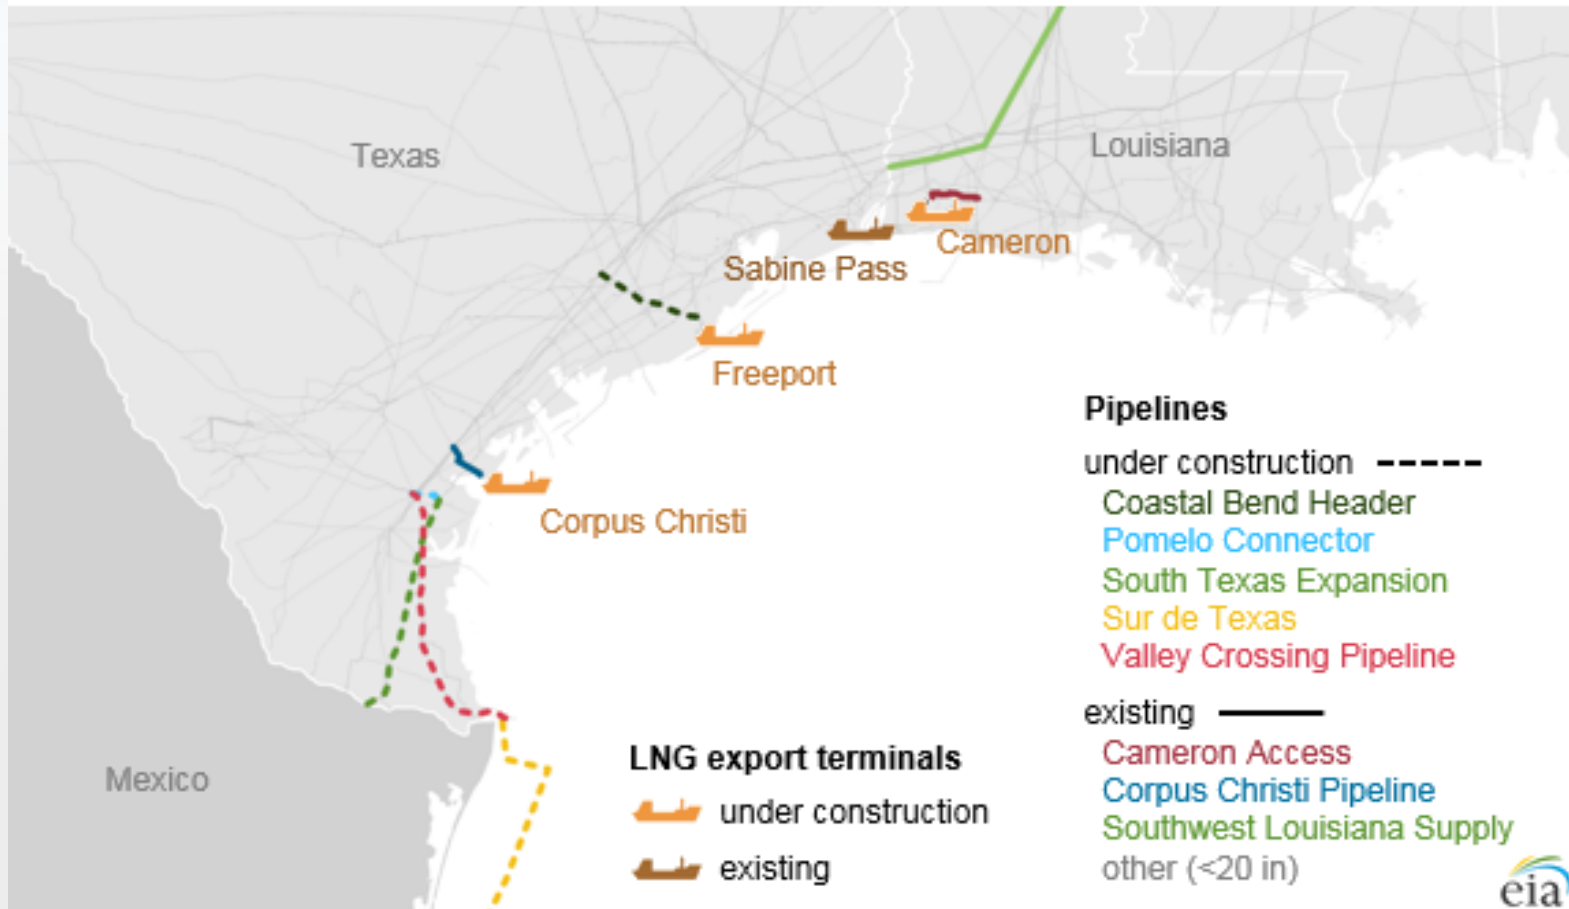 Texas
Louisiana
Cameron
Sabine Pass
Freeport
Corpus Christi
Mexico
LNG export terminals
under construction
existing
Pipelines
under construction
Coastal Bend Header
Pomelo Connector
South Texas Expansion
Sur de Texas
Valley Crossing Pipeline
existing
Cameron Access
Corpus Christi Pipeline
Southwest Louisiana Supply
other (<20 in)
eia